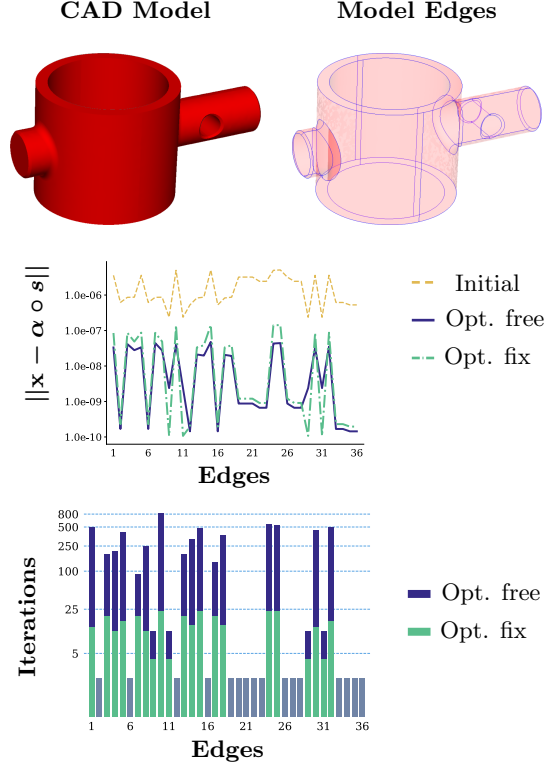 CAD Model
Model Edges
||x − α ∘ s||
1.0e-06
1.0e-07
1.0e-08
1.0e-09
1.0e-10
1 6 11 16 21 26 31 36
Edges
Initial
Opt. free
Opt. fix
Iterations
800
500
250
100
25
5
1 6 11 16 21 26 31 36
Edges
Opt. free
Opt. fix